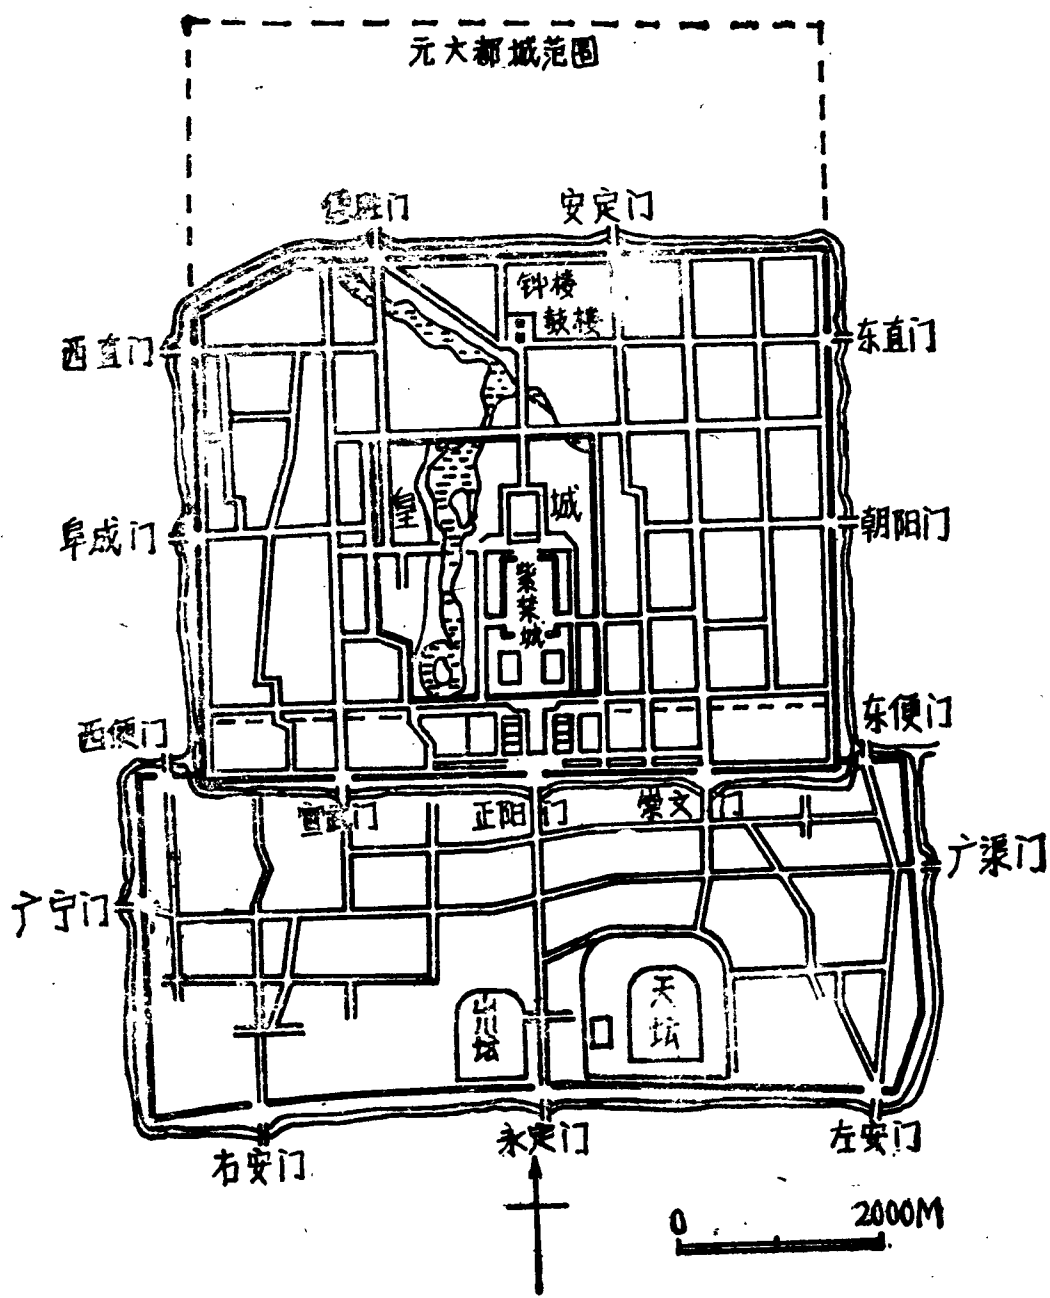 元大都城范围
德胜门
安定门
钟楼
鼓楼
西直门
东直门
皇城
阜成门
朝阳门
紫禁城
西便门
东便门
宣武门
正阳门
崇文门
广渠门
广宁门
天坛
山川坛
右安门
永定门
左安门
0 2000M